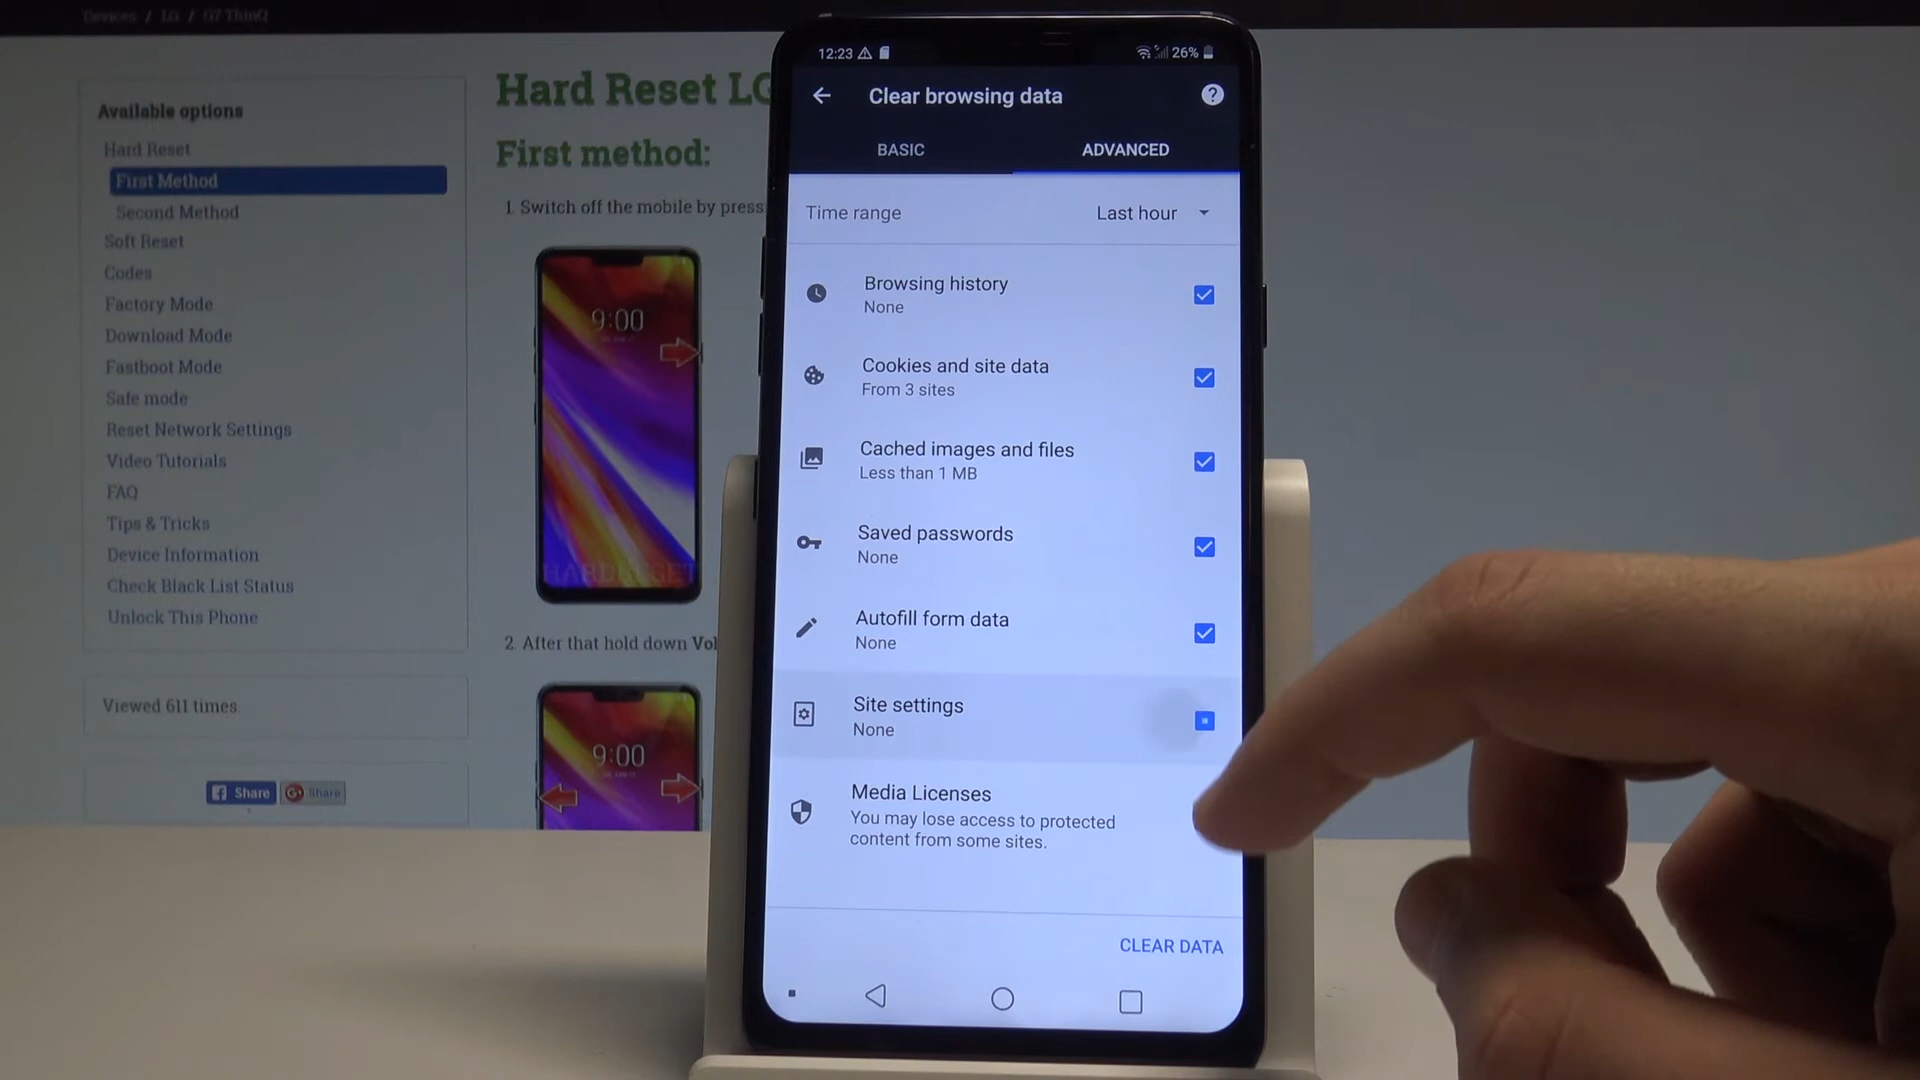 Devices / LG / G7 ThinQ
Available options
Hard Reset
First Method
Second Method
Soft Reset
Codes
Factory Mode
Download Mode
Fastboot Mode
Safe mode
Reset Network Settings
Video Tutorials
FAQ
Tips & Tricks
Device Information
Check Black List Status
Unlock This Phone
Viewed 611 times.
Share
Share
Hard Reset LG
First method:
1. Switch off the mobile by press
9:00
HARDRESET
2. After that hold down Vol
9:00
12:23
26%
Clear browsing data
BASIC
ADVANCED
Time range
Last hour
Browsing history
None
Cookies and site data
From 3 sites
Cached images and files
Less than 1 MB
Saved passwords
None
Autofill form data
None
Site settings
None
Media Licenses
You may lose access to protected
content from some sites.
CLEAR DATA